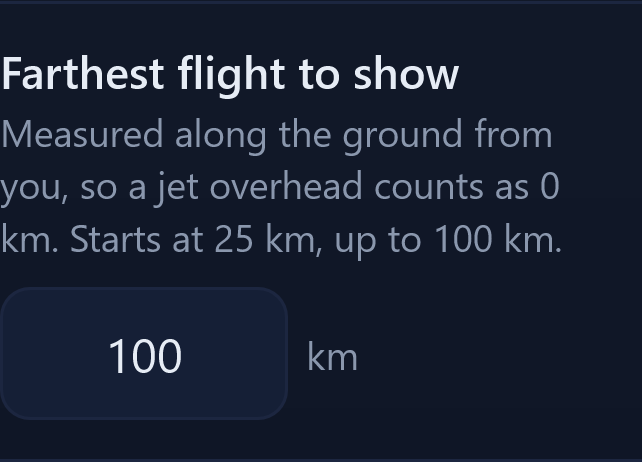 Farthest flight to show
Measured along the ground from
you, so a jet overhead counts as 0
km. Starts at 25 km, up to 100 km.
100 km